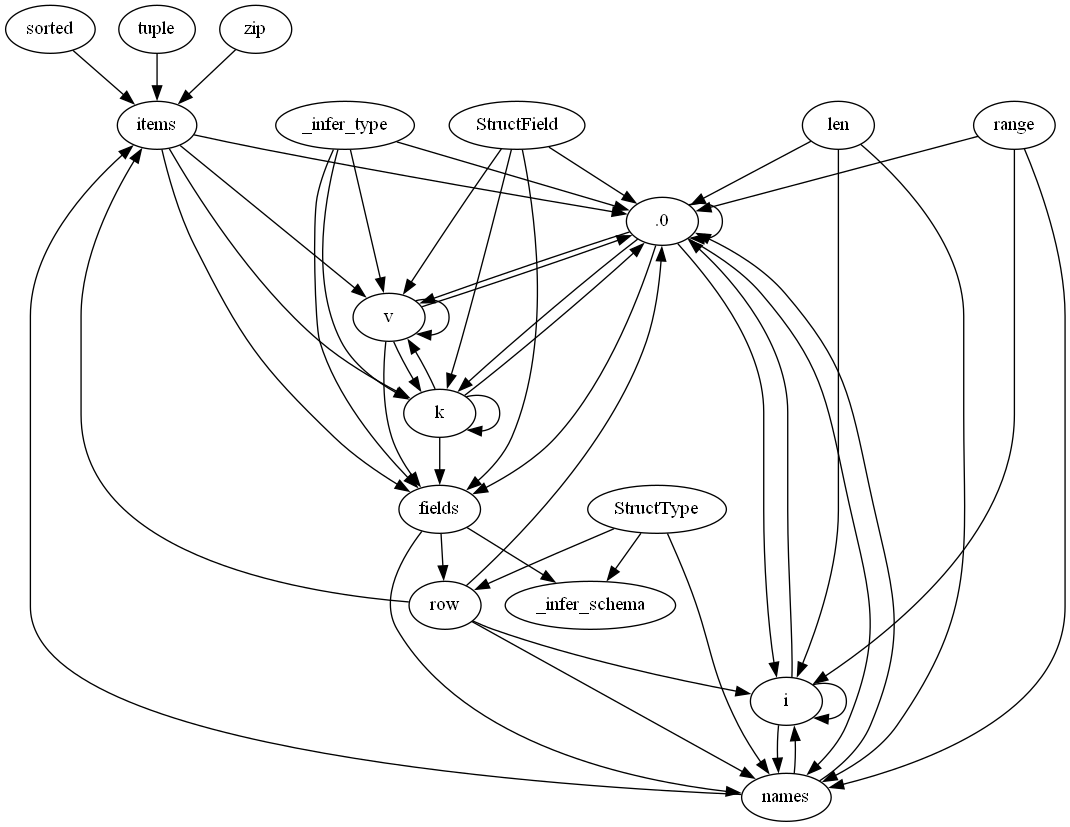 sorted
tuple
zip
items
_infer_type
StructField
len
range
.0
v
k
fields
StructType
row
_infer_schema
i
names